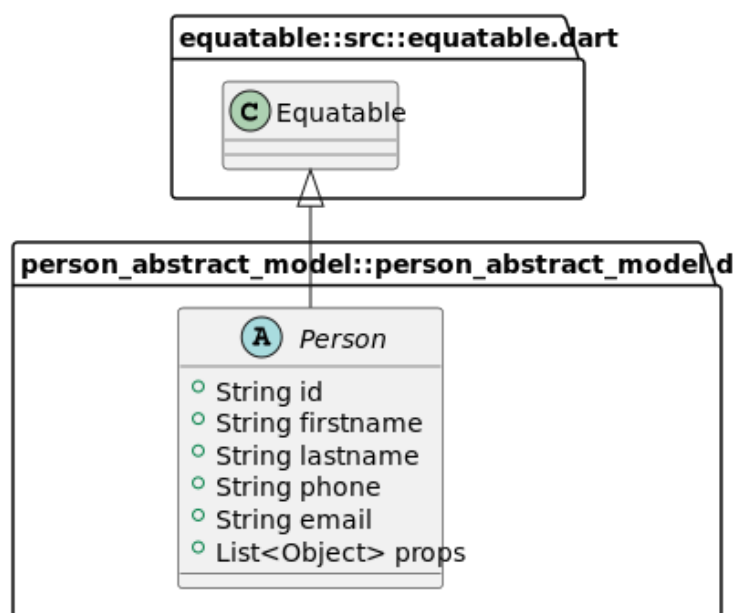 equatable::src::equatable.dart
C Equatable
person_abstract_model::person_abstract_model.d
A Person
String id
String firstname
String lastname
String phone
String email
List<Object> props